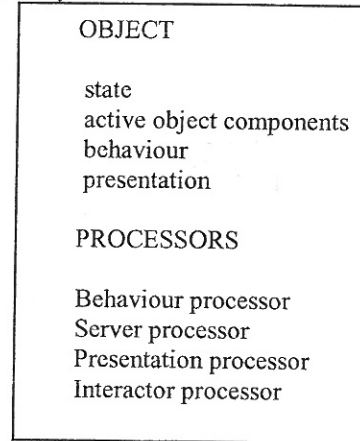 OBJECT
state
active object components
behaviour
presentation
PROCESSORS
Behaviour processor
Server processor
Presentation processor
Interactor processor